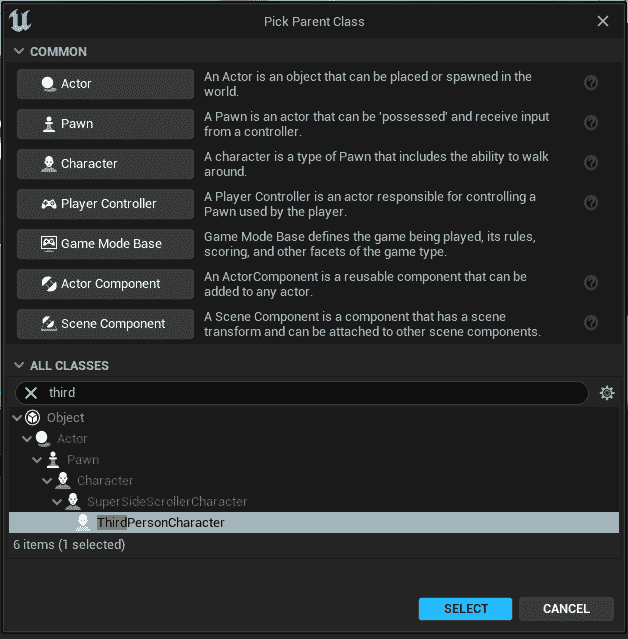 Pick Parent Class
COMMON
Actor
An Actor is an object that can be placed or spawned in the
world.
Pawn
A Pawn is an actor that can be 'possessed' and receive input
from a controller.
Character
A character is a type of Pawn that includes the ability to walk
around.
Player Controller
A Player Controller is an actor responsible for controlling a
Pawn used by the player.
Game Mode Base
Game Mode Base defines the game being played, its rules,
scoring, and other facets of the game type.
Actor Component
An ActorComponent is a reusable component that can be
added to any actor.
Scene Component
A Scene Component is a component that has a scene
transform and can be attached to other scene components.
ALL CLASSES
third
Object
Actor
Pawn
Character
SuperSideScrollerCharacter
ThirdPersonCharacter
6 items (1 selected)
SELECT
CANCEL